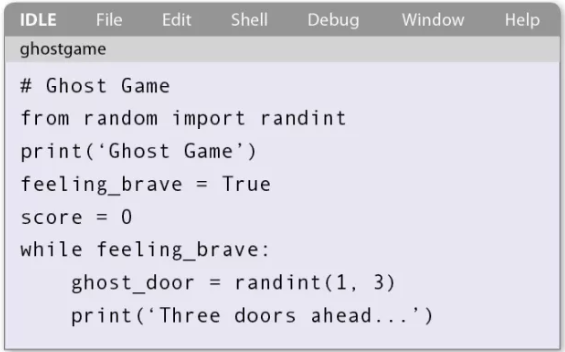 IDLE File Edit Shell Debug Window Help
ghostgame
# Ghost Game
from random import randint
print(‘Ghost Game’)
feeling_brave = True
score = 0
while feeling_brave:
    ghost_door = randint(1, 3)
    print(‘Three doors ahead...’)